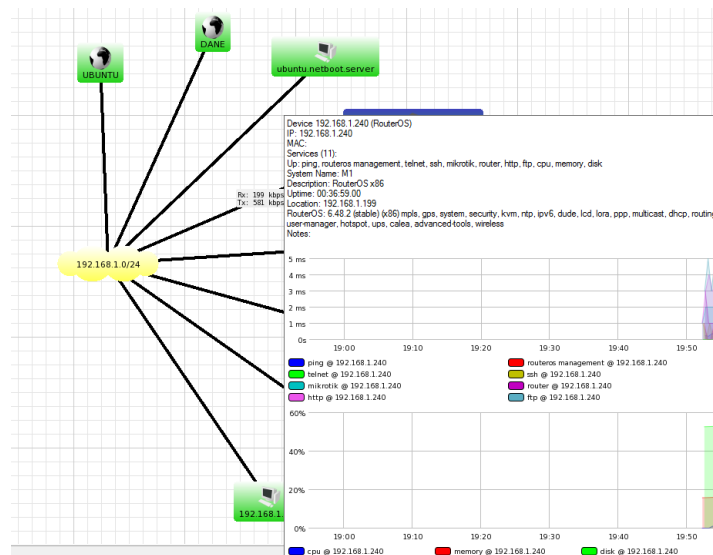 DANE
UBUNTU
ubuntu.netboot.server
Device 192.168.1.240 (RouterOS)
IP: 192.168.1.240
MAC:
Services (11):
Up: ping, routeros management, telnet, ssh, mikrotik, router, http, ftp, cpu, memory, disk
System Name: M1
Description: RouterOS x86
Uptime: 00:36:59.00
Location: 192.168.1.199
RouterOS: 6.48.2 (stable) (x86) mpls, gps, system, security, kvm, ntp, ipv6, dude, lcd, lora, ppp, multicast, dhcp, routing
user-manager, hotspot, ups, calea, advanced-tools, wireless
Notes:
Rx: 199 kbps
Tx: 581 kbps
192.168.1.0/24
5 ms
4 ms
3 ms
2 ms
1 ms
0s
19:00 19:10 19:20 19:30 19:40 19:50
ping @ 192.168.1.240 routeros management @ 192.168.1.240
telnet @ 192.168.1.240 ssh @ 192.168.1.240
mikrotik @ 192.168.1.240 router @ 192.168.1.240
http @ 192.168.1.240 ftp @ 192.168.1.240
60%
40%
20%
0%
19:00 19:10 19:20 19:30 19:40 19:50
192.168.1.
cpu @ 192.168.1.240 memory @ 192.168.1.240 disk @ 192.168.1.240